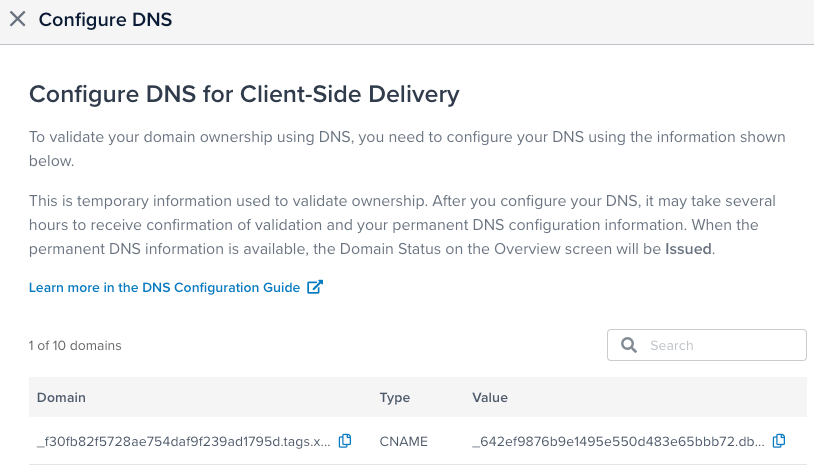 Configure DNS
Configure DNS for Client-Side Delivery
To validate your domain ownership using DNS, you need to configure your DNS using the information shown
below.
This is temporary information used to validate ownership. After you configure your DNS, it may take several
hours to receive confirmation of validation and your permanent DNS configuration information. When the
permanent DNS information is available, the Domain Status on the Overview screen will be Issued.
Learn more in the DNS Configuration Guide
1 of 10 domains
Search
Domain Type Value
_f30fb82f5728ae754daf9f239ad1795d.tags.x... CNAME _642ef9876b9e1495e550d483e65bbb72.db...